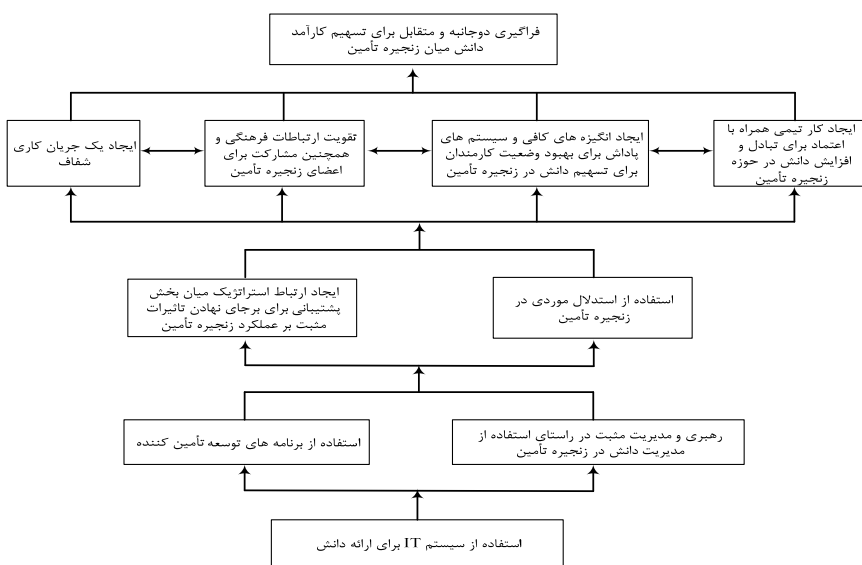 فراگیری دوجانبه و متقابل برای تسهیم کارآمد
دانش میان زنجیره تأمین
ایجاد کار تیمی همراه با
اعتماد برای تبادل و
افزایش دانش در حوزه
زنجیره تأمین
ایجاد انگیزه های کافی و سیستم های
پاداش برای بهبود وضعیت کارمندان
برای تسهیم دانش در زنجیره تأمین
تقویت ارتباطات فرهنگی و
همچنین مشارکت برای
اعضای زنجیره تأمین
ایجاد یک جریان کاری
شفاف
استفاده از استدلال موردی در
زنجیره تأمین
ایجاد ارتباط استراتژیک میان بخش
پشتیبانی برای برجای نهادن تاثیرات
مثبت بر عملکرد زنجیره تأمین
رهبری و مدیریت مثبت در راستای استفاده از
مدیریت دانش در زنجیره تأمین
استفاده از برنامه های توسعه تأمین کننده
استفاده از سیستم IT برای ارائه دانش